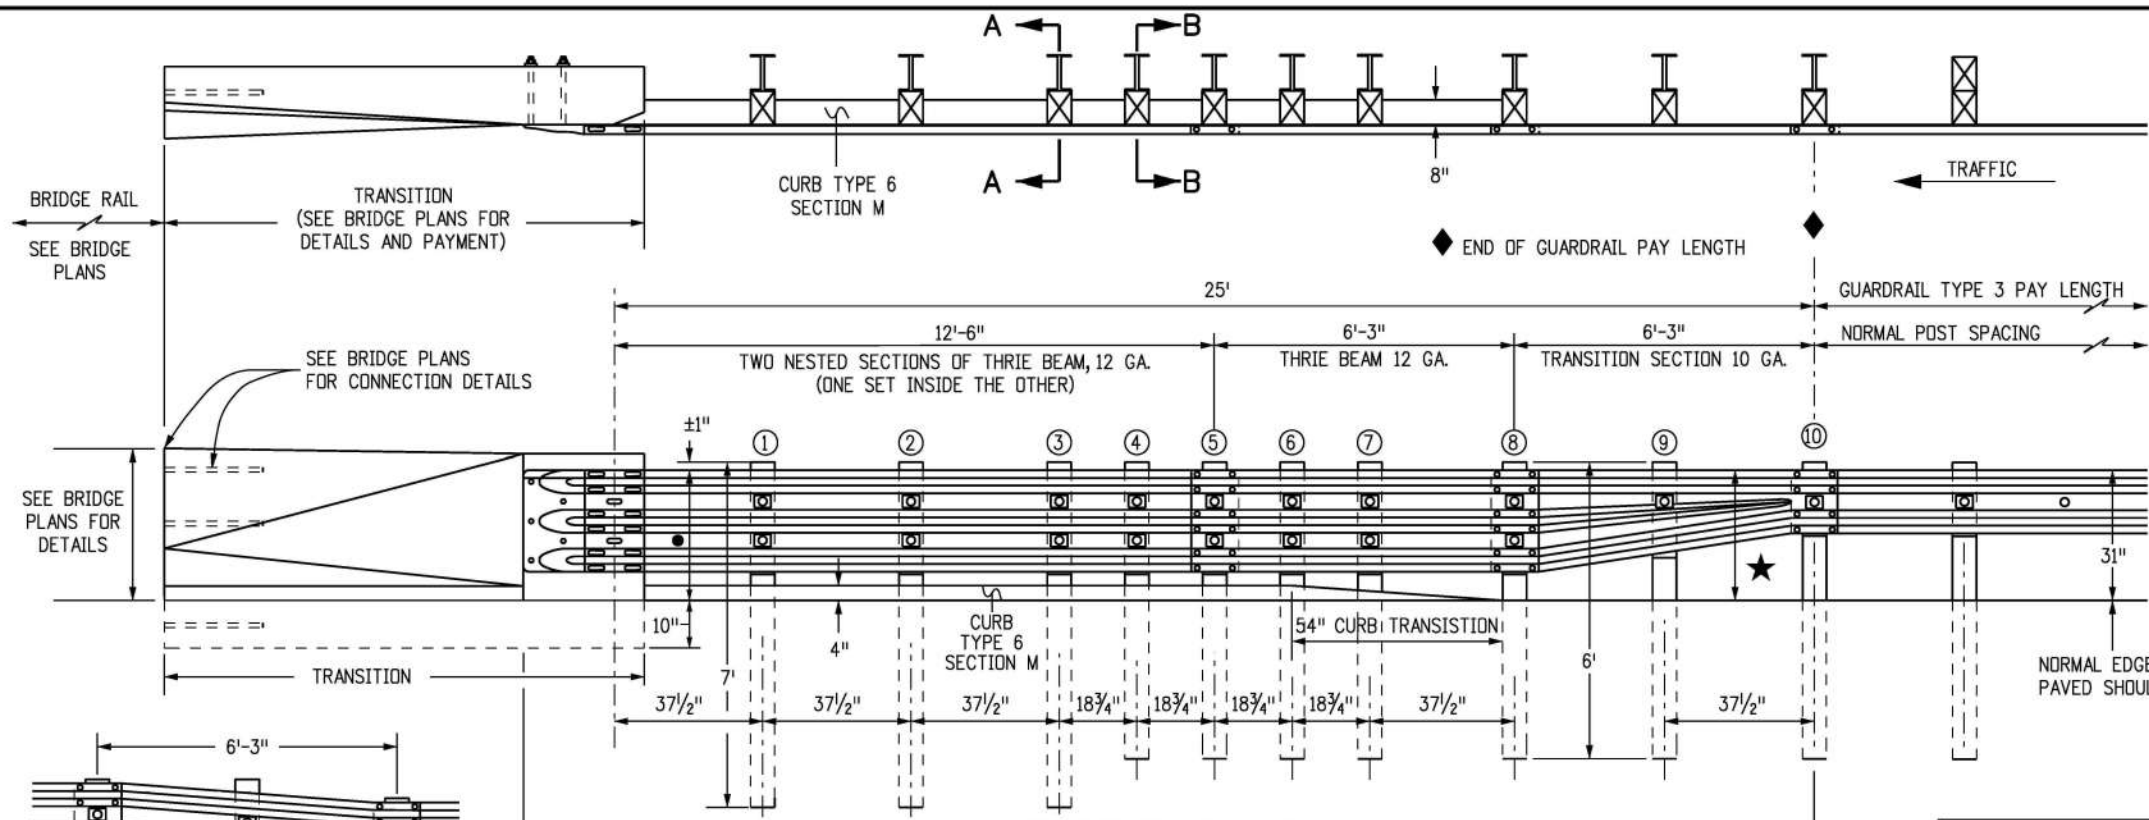 A
B
A
B
BRIDGE RAIL
SEE BRIDGE
PLANS
TRANSITION
(SEE BRIDGE PLANS FOR
DETAILS AND PAYMENT)
CURB TYPE 6
SECTION M
8"
TRAFFIC
◆ END OF GUARDRAIL PAY LENGTH
25'
GUARDRAIL TYPE 3 PAY LENGTH
12'-6"
6'-3"
6'-3"
NORMAL POST SPACING
TWO NESTED SECTIONS OF THRIE BEAM, 12 GA.
(ONE SET INSIDE THE OTHER)
THRIE BEAM 12 GA.
TRANSITION SECTION 10 GA.
SEE BRIDGE PLANS
FOR CONNECTION DETAILS
±1"
① ② ③ ④ ⑤ ⑥ ⑦ ⑧ ⑨ ⑩
SEE BRIDGE
PLANS FOR
DETAILS
31"
10"
4"
CURB
TYPE 6
SECTION M
54" CURB TRANSISTION
7'
6'
NORMAL EDGE
PAVED SHOUL
TRANSITION
37½" 37½" 37½" 18¾" 18¾" 18¾" 18¾" 37½" 37½"
6'-3"